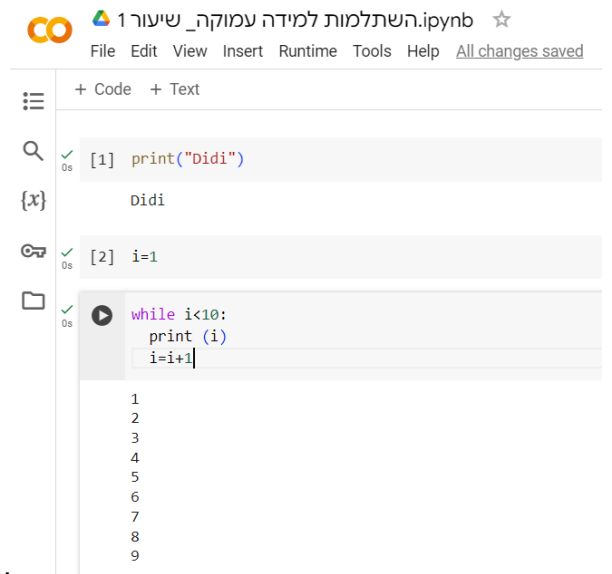 השתלמות למידה עמוקה_ שיעור 1.ipynb
File Edit View Insert Runtime Tools Help All changes saved
+ Code + Text
0s [1] print("Didi")
Didi
{x}
0s [2] i=1
0s while i<10:
print (i)
i=i+1
1
2
3
4
5
6
7
8
9